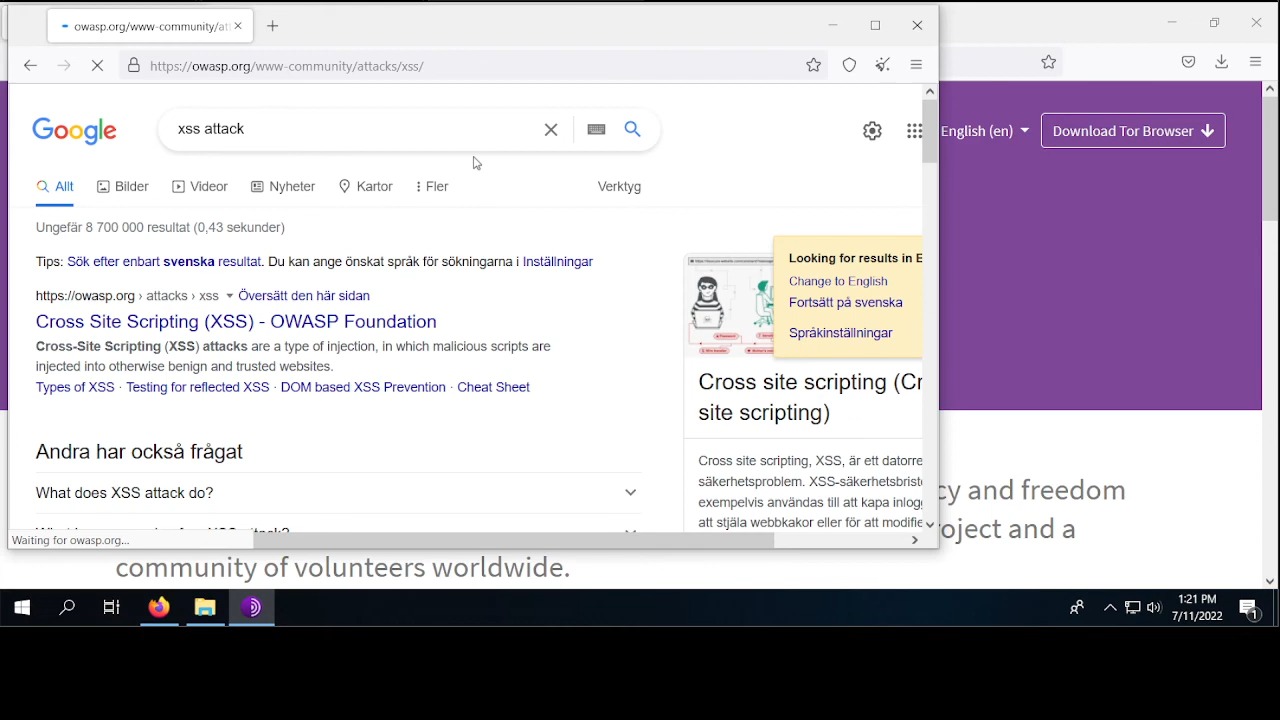 owasp.org/www-community/at
https://owasp.org/www-community/attacks/xss/
Google
xss attack
English (en)
Download Tor Browser
Allt
Bilder
Videor
Nyheter
Kartor
Fler
Verktyg
Ungefär 8 700 000 resultat (0,43 sekunder)
Tips: Sök efter enbart svenska resultat. Du kan ange önskat språk för sökningarna i Inställningar
https://owasp.org › attacks › xss Översätt den här sidan
Cross Site Scripting (XSS) - OWASP Foundation
Cross-Site Scripting (XSS) attacks are a type of injection, in which malicious scripts are
injected into otherwise benign and trusted websites.
Types of XSS · Testing for reflected XSS · DOM based XSS Prevention · Cheat Sheet
Andra har också frågat
What does XSS attack do?
Looking for results in E
Change to English
Fortsätt på svenska
Språkinställningar
Cross site scripting (Cr
site scripting)
Cross site scripting, XSS, är ett datorre
säkerhetsproblem. XSS-säkerhetsbrist
exempelvis användas till att kapa inlogg
att stjäla webbkakor eller för att modifie
cy and freedom
roject and a
community of volunteers worldwide.
Waiting for owasp.org...
1:21 PM
7/11/2022
1